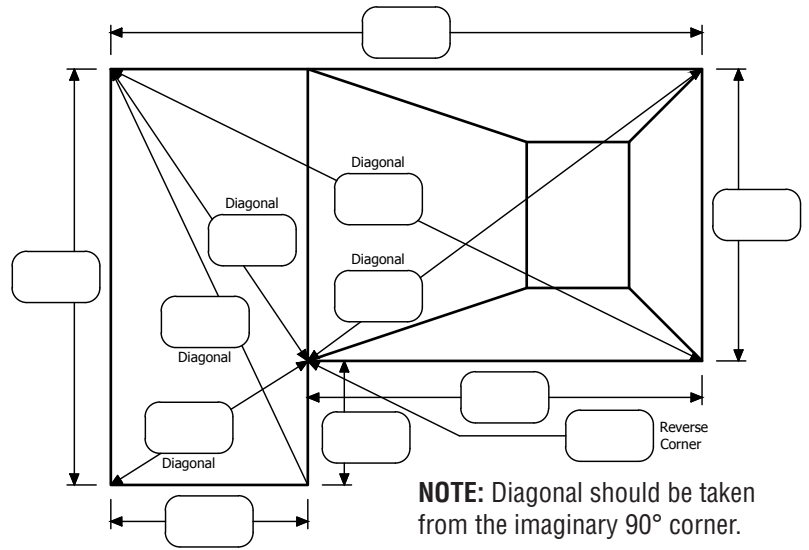 Diagonal
Diagonal
Diagonal
Diagonal
Diagonal
Reverse
Corner
NOTE: Diagonal should be taken
from the imaginary 90° corner.